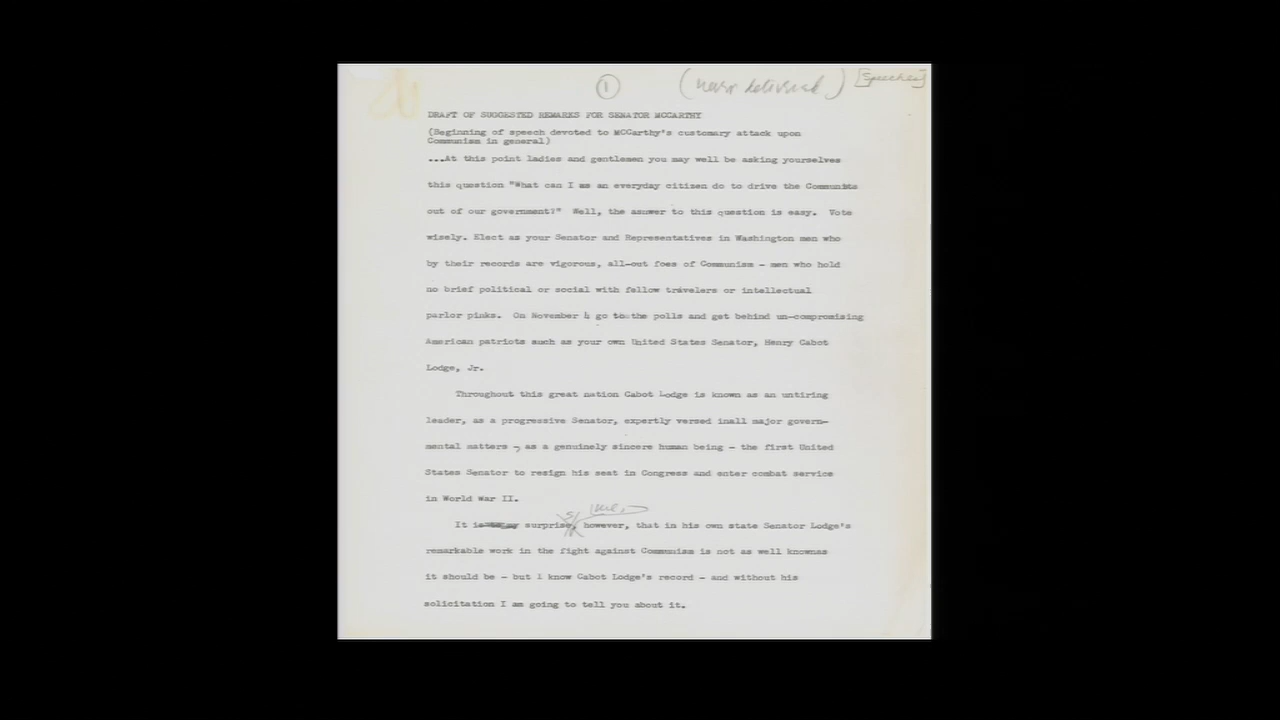 ① (never delivered) [Speeches]
DRAFT OF SUGGESTED REMARKS FOR SENATOR MCCARTHY
(Beginning of speech devoted to MCCarthy's customary attack upon
Communism in general)
...At this point ladies and gentlemen you may well be asking yourselves
this question "What can I as an everyday citizen do to drive the Communists
out of our government?" Well, the answer to this question is easy. Vote
wisely. Elect as your Senator and Representatives in Washington men who
by their records are vigorous, all-out foes of Communism - men who hold
no brief political or social with fellow travelers or intellectual
parlor pinks. On November 4 go to the polls and get behind un-compromising
American patriots such as your own United States Senator, Henry Cabot
Lodge, Jr.
Throughout this great nation Cabot Lodge is known as an untiring
leader, as a progressive Senator, expertly versed inall major govern-
mental matters - as a genuinely sincere human being - the first United
States Senator to resign his seat in Congress and enter combat service
in World War II.
It is surprise, however, that in his own state Senator Lodge's
remarkable work in the fight against Communism is not as well knownas
it should be - but I know Cabot Lodge's record - and without his
solicitation I am going to tell you about it.